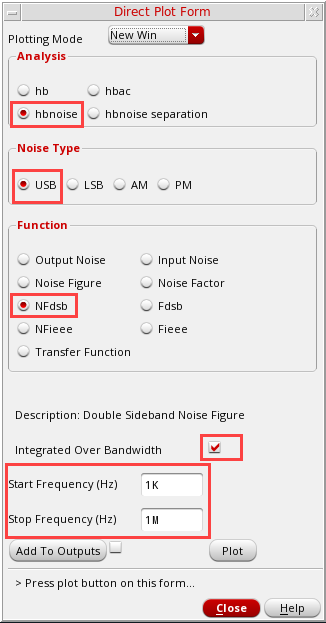 Direct Plot Form
Plotting Mode New Win
Analysis
hb hbac
hbnoise hbnoise separation
Noise Type
USB LSB AM PM
Function
Output Noise Input Noise
Noise Figure Noise Factor
NFdsb Fdsb
NFieee Fieee
Transfer Function
Description: Double Sideband Noise Figure
Integrated Over Bandwidth
Start Frequency (Hz) 1K
Stop Frequency (Hz) 1M
Add To Outputs Plot
> Press plot button on this form...
Close Help